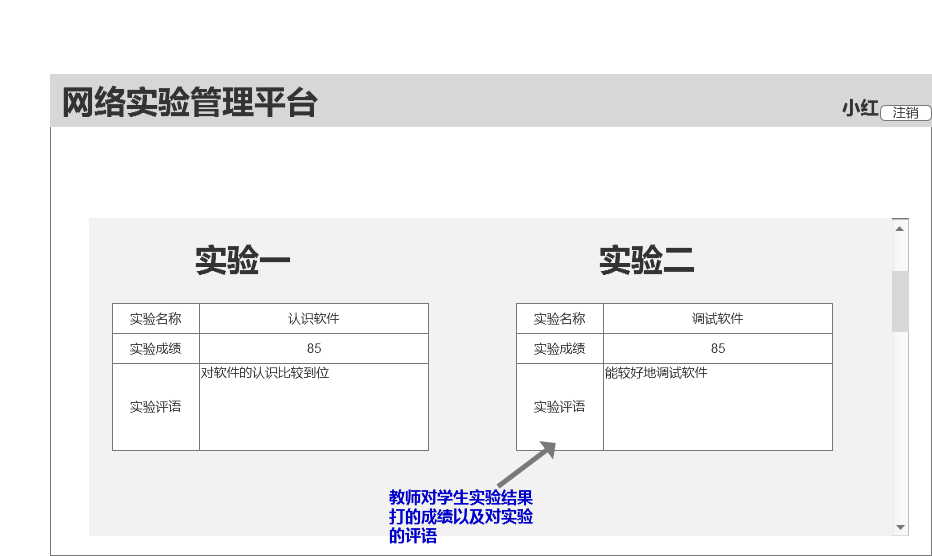 网络实验管理平台
小红 注销
实验一
实验名称 认识软件
实验成绩 85
实验评语 对软件的认识比较到位
实验二
实验名称 调试软件
实验成绩 85
实验评语 能较好地调试软件
教师对学生实验结果
打的成绩以及对实验
的评语